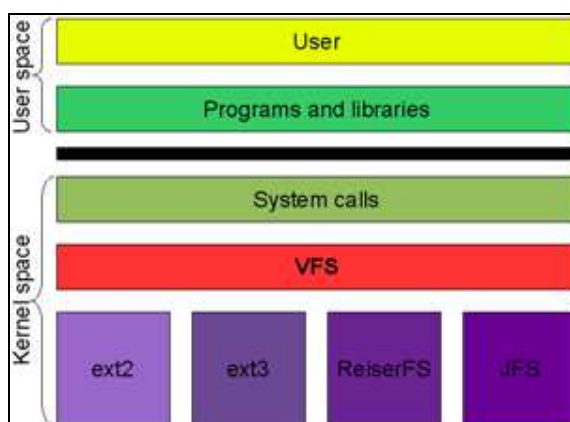 User space
User
Programs and libraries
Kernel space
System calls
VFS
ext2
ext3
ReiserFS
JFS